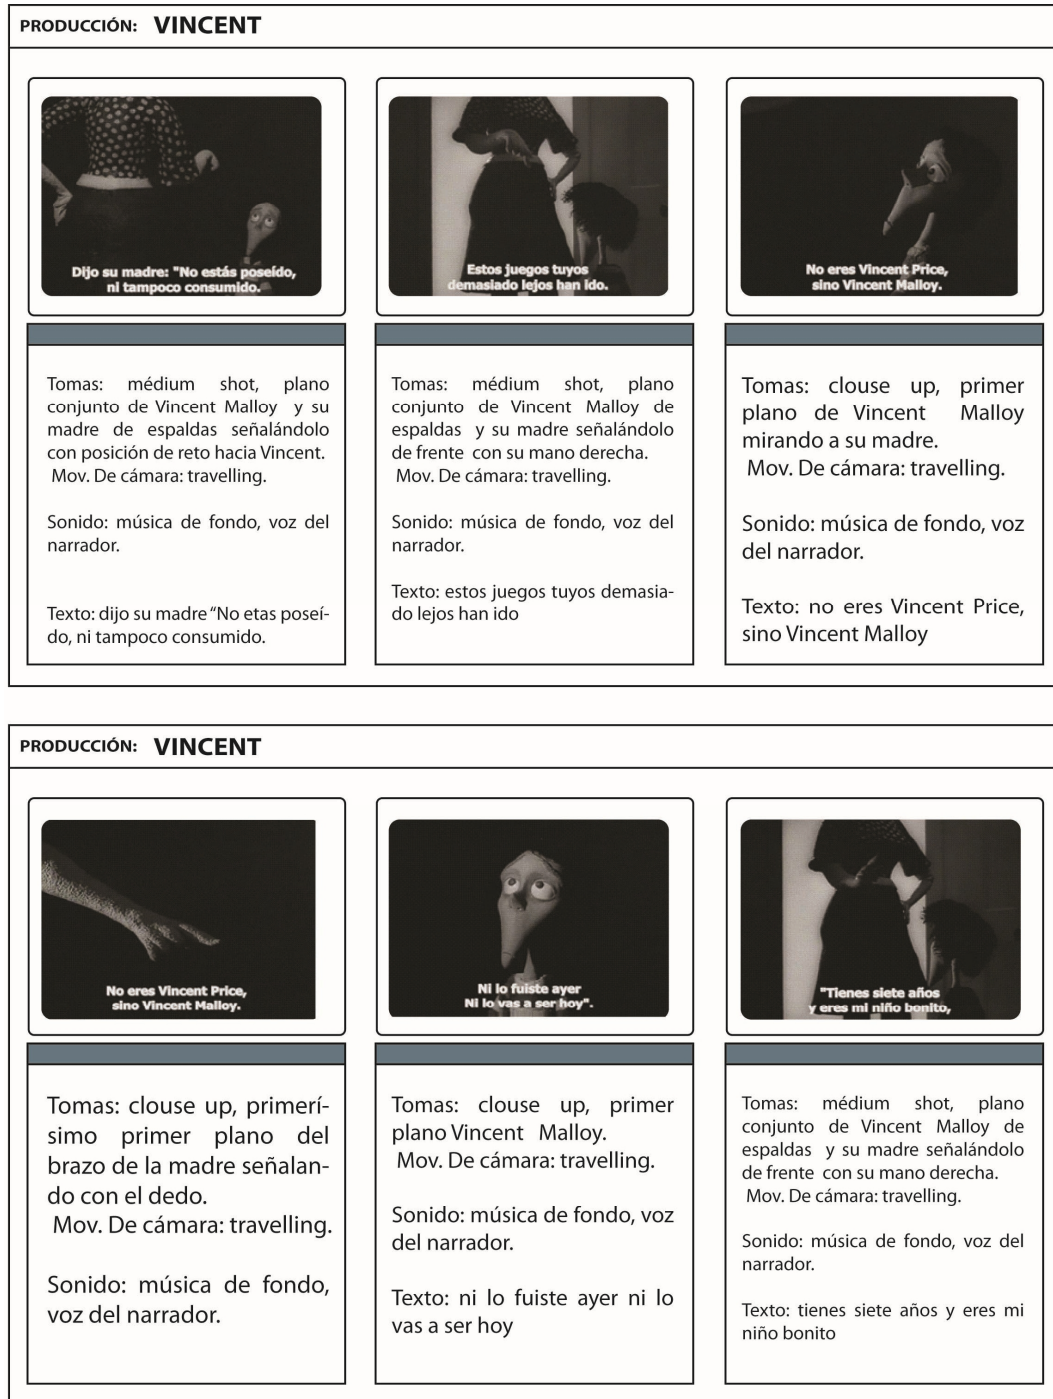 PRODUCCIÓN: VINCENT
Dijo su madre: "No estás poseído,
ni tampoco consumido.
Estos juegos tuyos
demasiado lejos han ido.
No eres Vincent Price,
sino Vincent Malloy.
Tomas: médium shot, plano
conjunto de Vincent Malloy y su
madre de espaldas señalándolo
con posición de reto hacia Vincent.
Mov. De cámara: travelling.
Sonido: música de fondo, voz del
narrador.
Texto: dijo su madre “No etas poseí-
do, ni tampoco consumido.
Tomas: médium shot, plano
conjunto de Vincent Malloy de
espaldas y su madre señalándolo
de frente con su mano derecha.
Mov. De cámara: travelling.
Sonido: música de fondo, voz del
narrador.
Texto: estos juegos tuyos demasia-
do lejos han ido
Tomas: clouse up, primer
plano de Vincent Malloy
mirando a su madre.
Mov. De cámara: travelling.
Sonido: música de fondo, voz
del narrador.
Texto: no eres Vincent Price,
sino Vincent Malloy
PRODUCCIÓN: VINCENT
No eres Vincent Price,
sino Vincent Malloy.
Ni lo fuiste ayer
Ni lo vas a ser hoy".
"Tienes siete años
y eres mi niño bonito,
Tomas: clouse up, primerí-
simo primer plano del
brazo de la madre señalan-
do con el dedo.
Mov. De cámara: travelling.
Sonido: música de fondo,
voz del narrador.
Tomas: clouse up, primer
plano Vincent Malloy.
Mov. De cámara: travelling.
Sonido: música de fondo, voz
del narrador.
Texto: ni lo fuiste ayer ni lo
vas a ser hoy
Tomas: médium shot, plano
conjunto de Vincent Malloy de
espaldas y su madre señalándolo
de frente con su mano derecha.
Mov. De cámara: travelling.
Sonido: música de fondo, voz del
narrador.
Texto: tienes siete años y eres mi
niño bonito